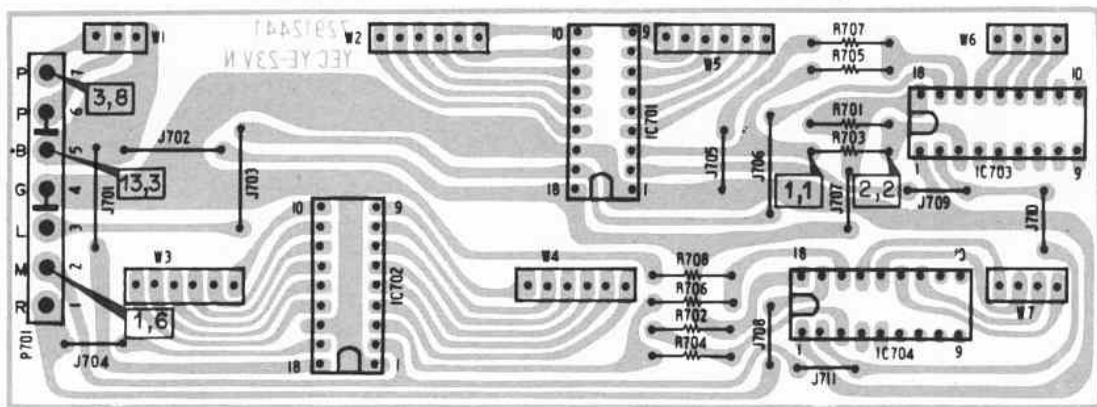 22912441
YEC YE-23V N
W1
W2
W5
W6
R707
R705
R701
R703
10
9
18
1
IC701
18
10
1
9
IC703
P 7
P 6
+B 5
G 4
L 3
M 2
R 1
P701
3,8
13,3
1,6
1,1
2,2
J701
J702
J703
J704
J705
J706
J707
J709
J710
W3
10
9
18
1
IC702
W4
R708
R706
R702
R704
J708
18
1
9
IC704
J711
W7